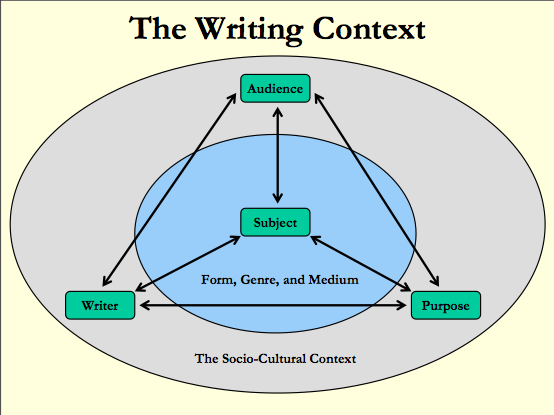 The Writing Context
Audience
Subject
Form, Genre, and Medium
Writer
Purpose
The Socio-Cultural Context